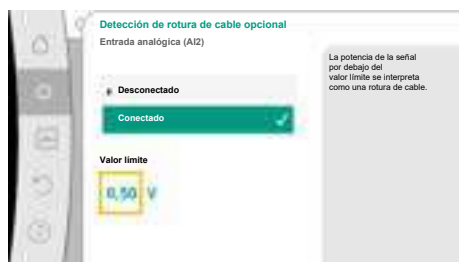 Detección de rotura de cable opcional
Entrada analógica (AI2)
Desconectado
Conectado
Valor límite
0,50 V
La potencia de la señal
por debajo del
valor límite se interpreta
como una rotura de cable.